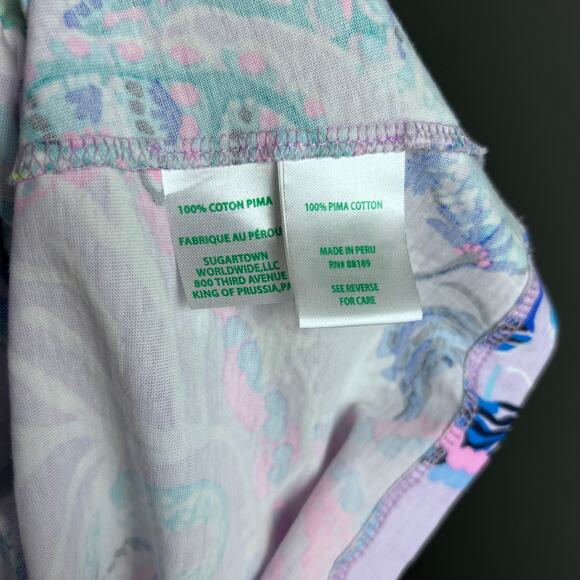 100% COTON PIMA
FABRIQUE AU PÉROU
SUGARTOWN
WORLDWIDE,LLC
800 THIRD AVENUE
KING OF PRUSSIA,PA
100% PIMA COTTON
MADE IN PERU
RN# 88189
SEE REVERSE
FOR CARE